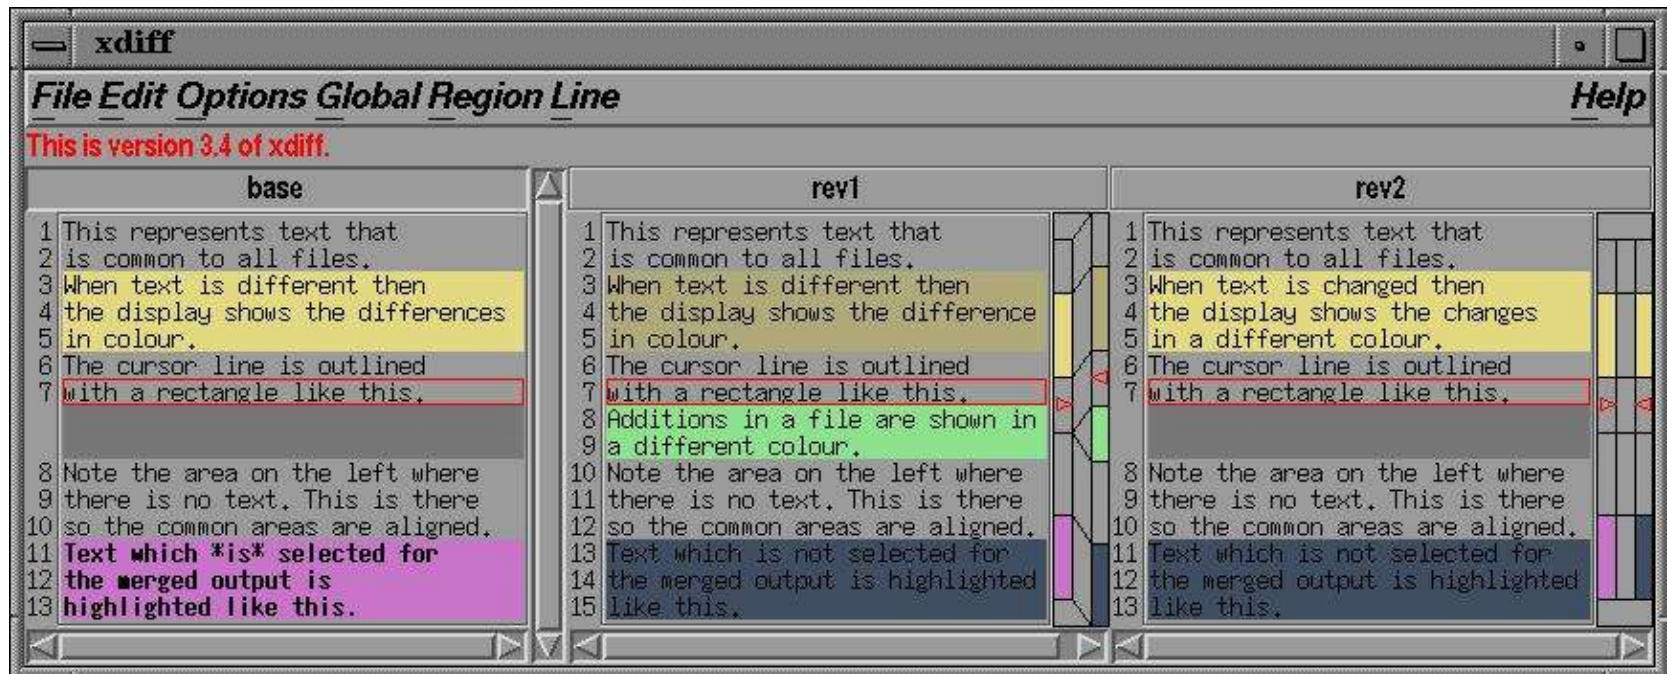 xdiff
File Edit Options Global Region Line Help
This is version 3.4 of xdiff.
base
1 This represents text that
2 is common to all files.
3 When text is different then
4 the display shows the differences
5 in colour.
6 The cursor line is outlined
7 with a rectangle like this.
8 Note the area on the left where
9 there is no text. This is there
10 so the common areas are aligned.
11 Text which *is* selected for
12 the merged output is
13 highlighted like this.
rev1
1 This represents text that
2 is common to all files.
3 When text is different then
4 the display shows the difference
5 in colour.
6 The cursor line is outlined
7 with a rectangle like this.
8 Additions in a file are shown in
9 a different colour.
10 Note the area on the left where
11 there is no text. This is there
12 so the common areas are aligned.
13 Text which is not selected for
14 the merged output is highlighted
15 like this.
rev2
1 This represents text that
2 is common to all files.
3 When text is changed then
4 the display shows the changes
5 in a different colour.
6 The cursor line is outlined
7 with a rectangle like this.
8 Note the area on the left where
9 there is no text. This is there
10 so the common areas are aligned.
11 Text which is not selected for
12 the merged output is highlighted
13 like this.